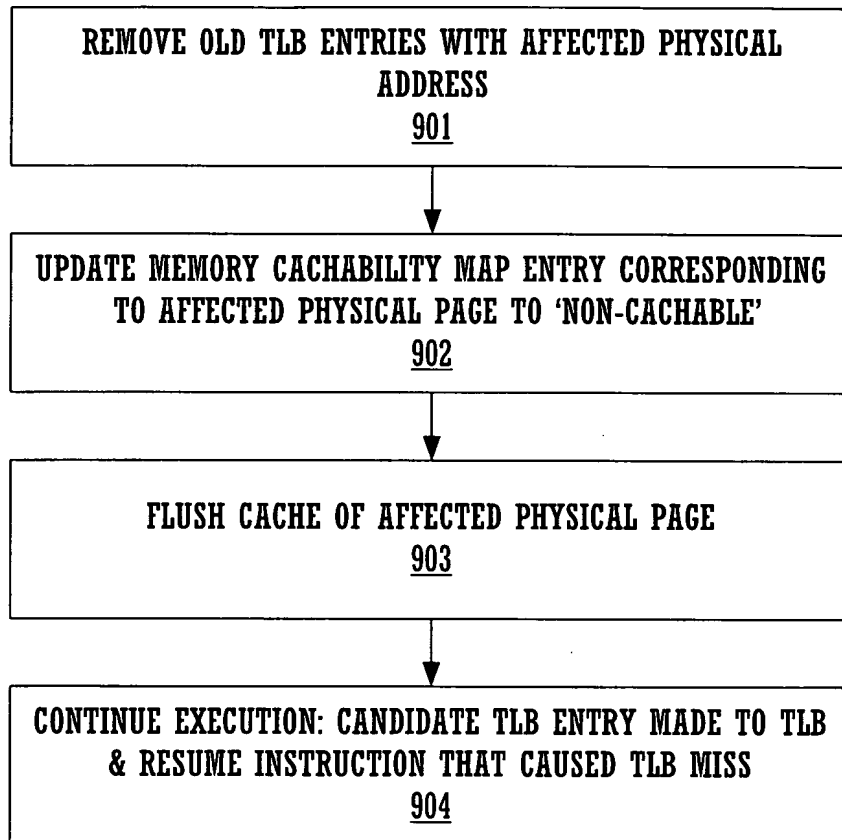 REMOVE OLD TLB ENTRIES WITH AFFECTED PHYSICAL
ADDRESS
901
UPDATE MEMORY CACHABILITY MAP ENTRY CORRESPONDING
TO AFFECTED PHYSICAL PAGE TO ‘NON-CACHABLE’
902
FLUSH CACHE OF AFFECTED PHYSICAL PAGE
903
CONTINUE EXECUTION: CANDIDATE TLB ENTRY MADE TO TLB
& RESUME INSTRUCTION THAT CAUSED TLB MISS
904